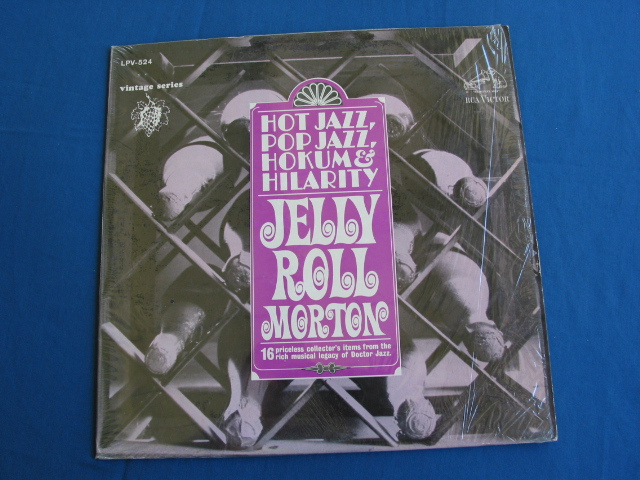 LPV-524
vintage series
RCA VICTOR
HOT JAZZ,
POP JAZZ,
HOKUM &
HILARITY
JELLY
ROLL
MORTON
16 priceless collector's items from the
rich musical legacy of Doctor Jazz.